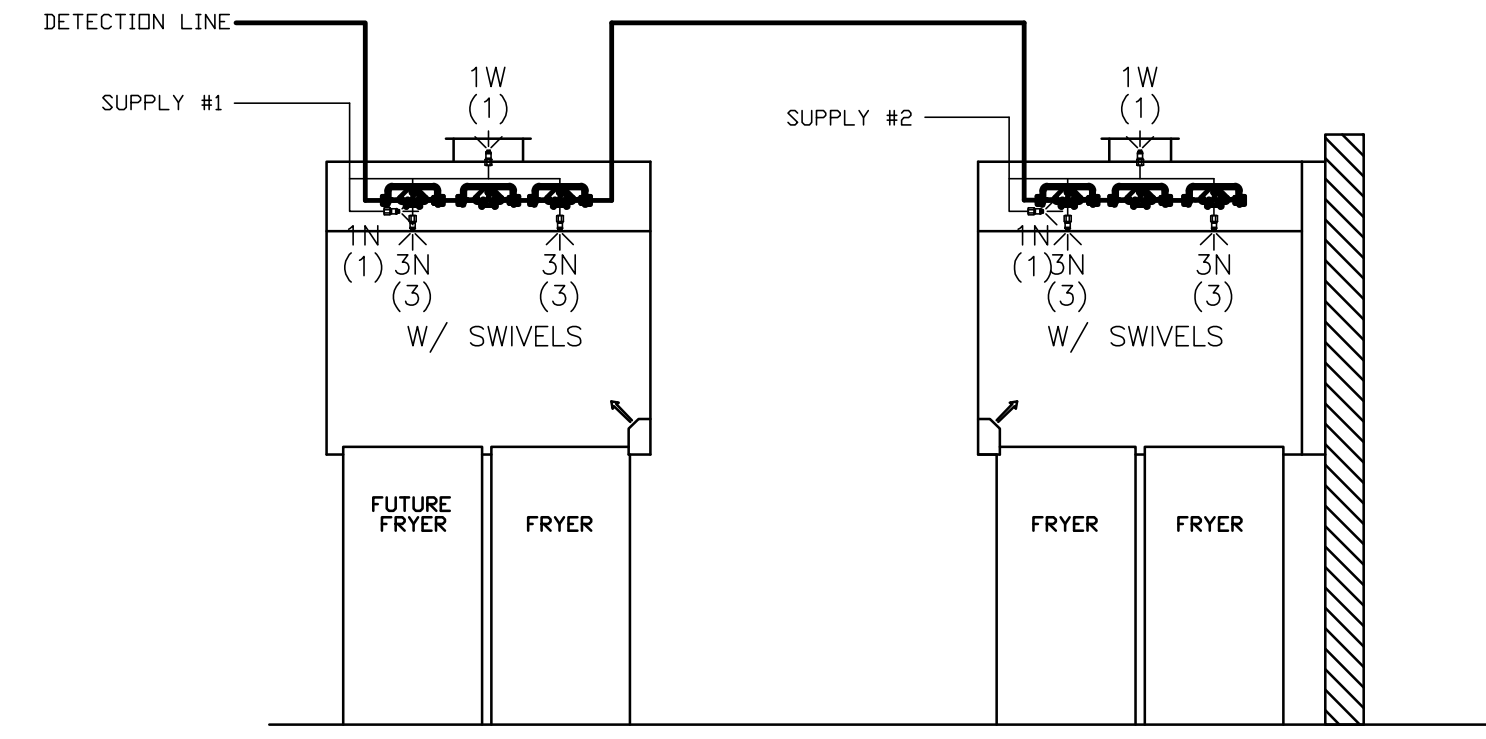 DETECTION LINE
SUPPLY #1
1W
(1)
1N
(1)
3N
(3)
3N
(3)
W/ SWIVELS
FUTURE
FRYER
FRYER
SUPPLY #2
1W
(1)
1N
(1)
3N
(3)
3N
(3)
W/ SWIVELS
FRYER
FRYER